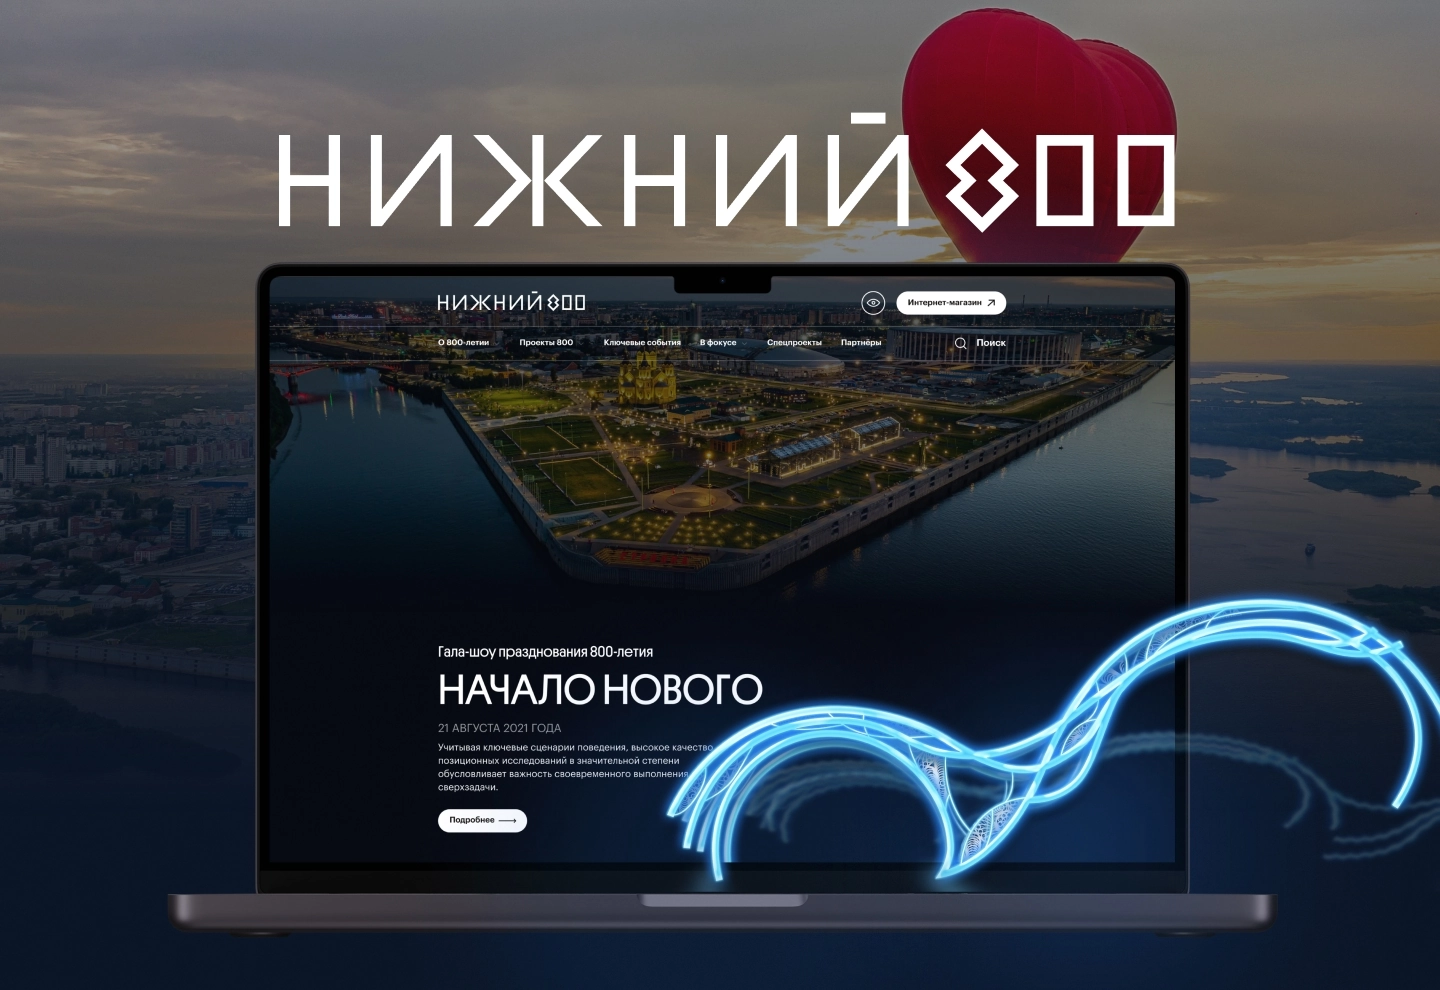 НИЖНИЙ 800
НИЖНИЙ 800
Интернет-магазин
О 800-летии Проекты 800 Ключевые события В фокусе Спецпроекты Партнёры Поиск
Гала-шоу празднования 800-летия
НАЧАЛО НОВОГО
21 АВГУСТА 2021 ГОДА
Учитывая ключевые сценарии поведения, высокое качество
позиционных исследований в значительной степени
обусловливает важность своевременного выполнения
сверхзадачи.
Подробнее